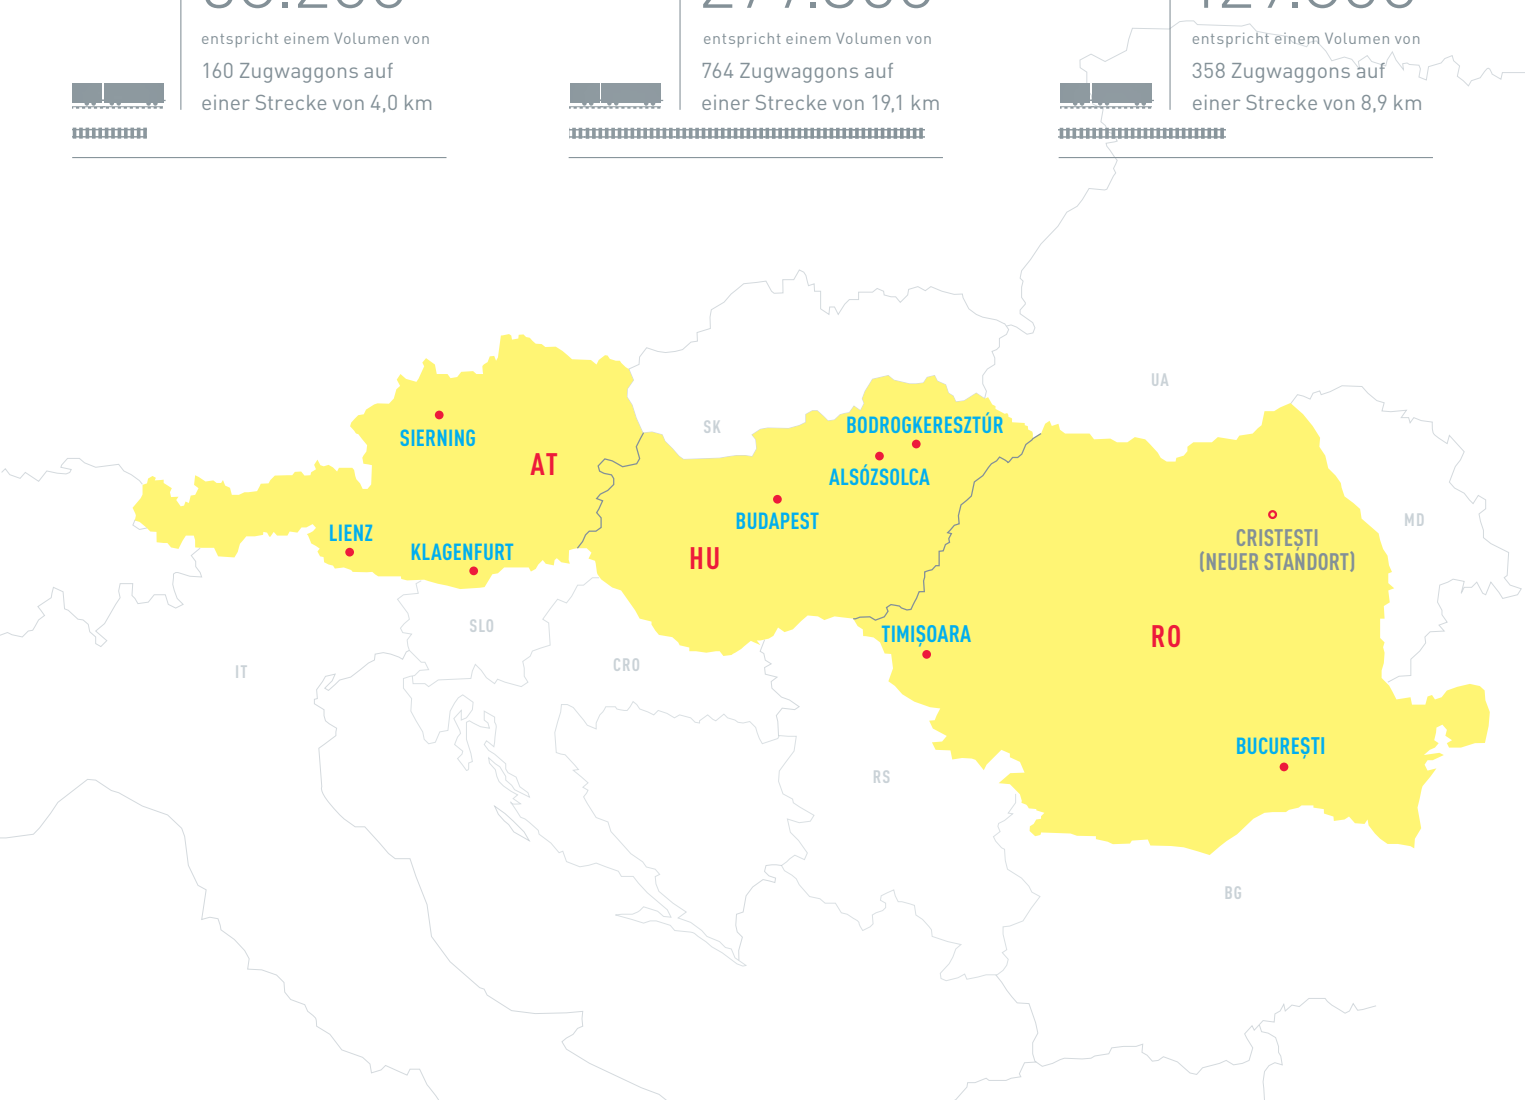 entspricht einem Volumen von
160 Zugwaggons auf
einer Strecke von 4,0 km
entspricht einem Volumen von
764 Zugwaggons auf
einer Strecke von 19,1 km
entspricht einem Volumen von
358 Zugwaggons auf
einer Strecke von 8,9 km
UA
SK
BODROGKERESZTÚR
SIERNING
AT
ALSÓZSOLCA
BUDAPEST
MD
LIENZ
KLAGENFURT
HU
CRISTEȘTI
(NEUER STANDORT)
SLO
TIMIȘOARA
RO
CRO
IT
BUCUREȘTI
RS
BG